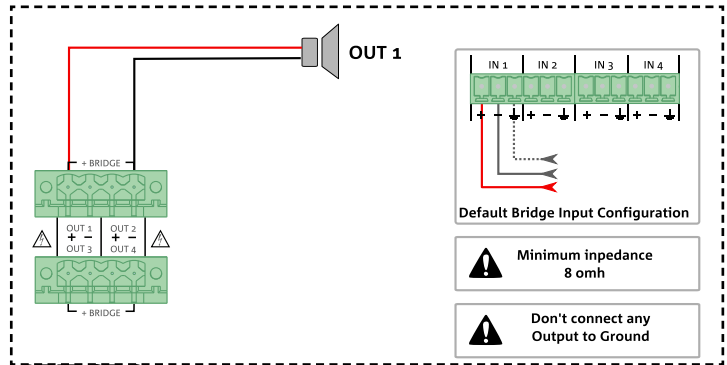 OUT 1
IN 1 IN 2 IN 3 IN 4
+ - + - + - + -
Default Bridge Input Configuration
+ BRIDGE
OUT 1 OUT 2
+ - + -
OUT 3 OUT 4
+ BRIDGE
Minimum inpedance
8 omh
Don't connect any
Output to Ground